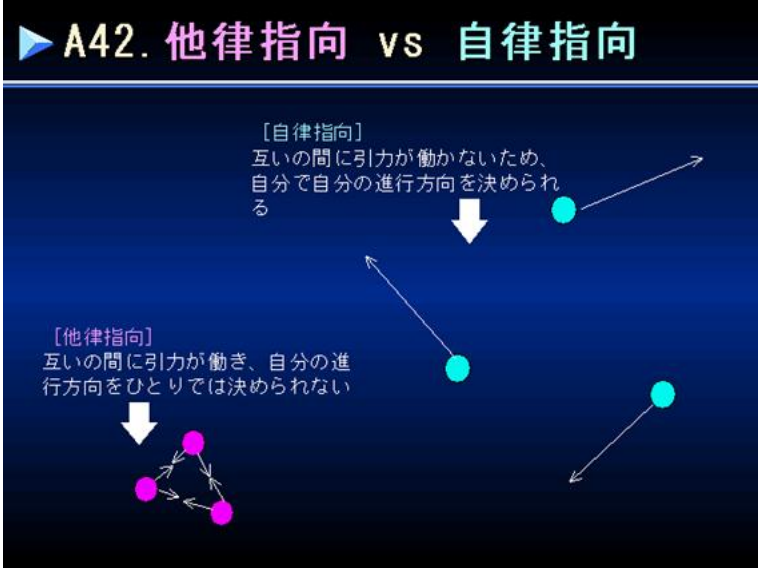 A42.他律指向 vs 自律指向
[自律指向]
互いの間に引力が働かないため、
自分で自分の進行方向を決められ
る
[他律指向]
互いの間に引力が働き、自分の進
行方向をひとりでは決められない